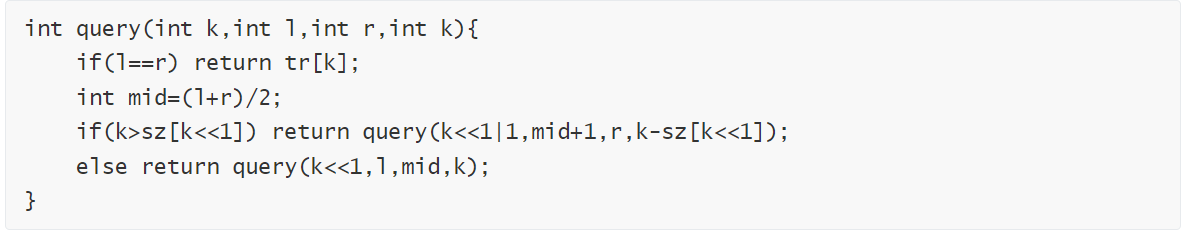 int query(int k,int l,int r,int k){
    if(l==r) return tr[k];
    int mid=(l+r)/2;
    if(k>sz[k<<1]) return query(k<<1|1,mid+1,r,k-sz[k<<1]);
    else return query(k<<1,l,mid,k);
}